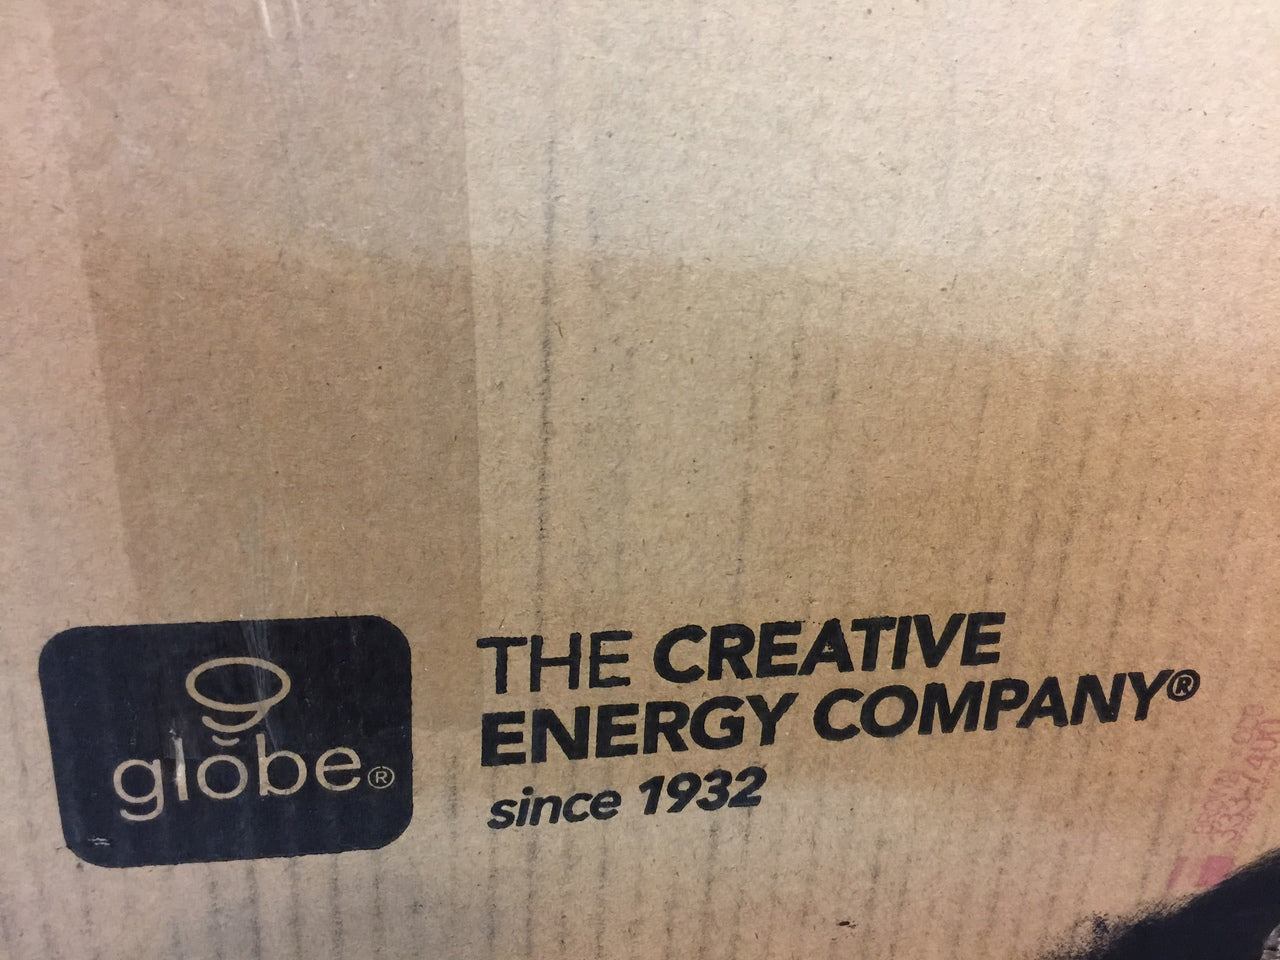 globe®
THE CREATIVE
ENERGY COMPANY®
since 1932